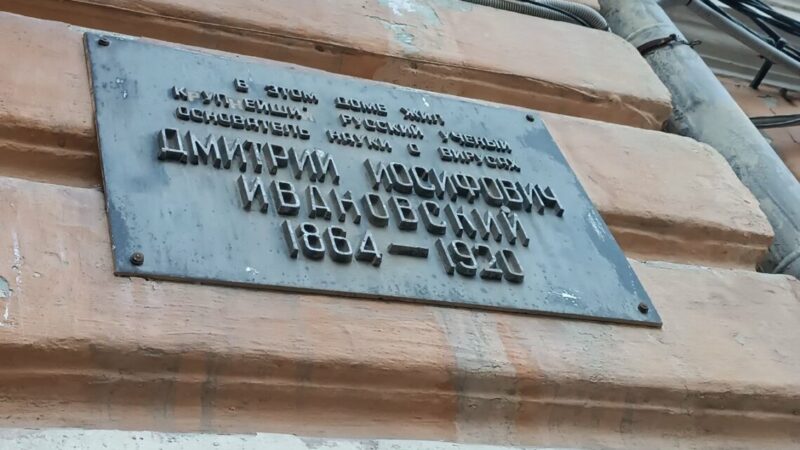 В ЭТОМ ДОМЕ ЖИЛ
КРУПНЕЙШИЙ РУССКИЙ УЧЕНЫЙ
ОСНОВАТЕЛЬ НАУКИ О ВИРУСАХ
ДМИТРИЙ ИОСИФОВИЧ
ИВАНОВСКИЙ
1864—1920